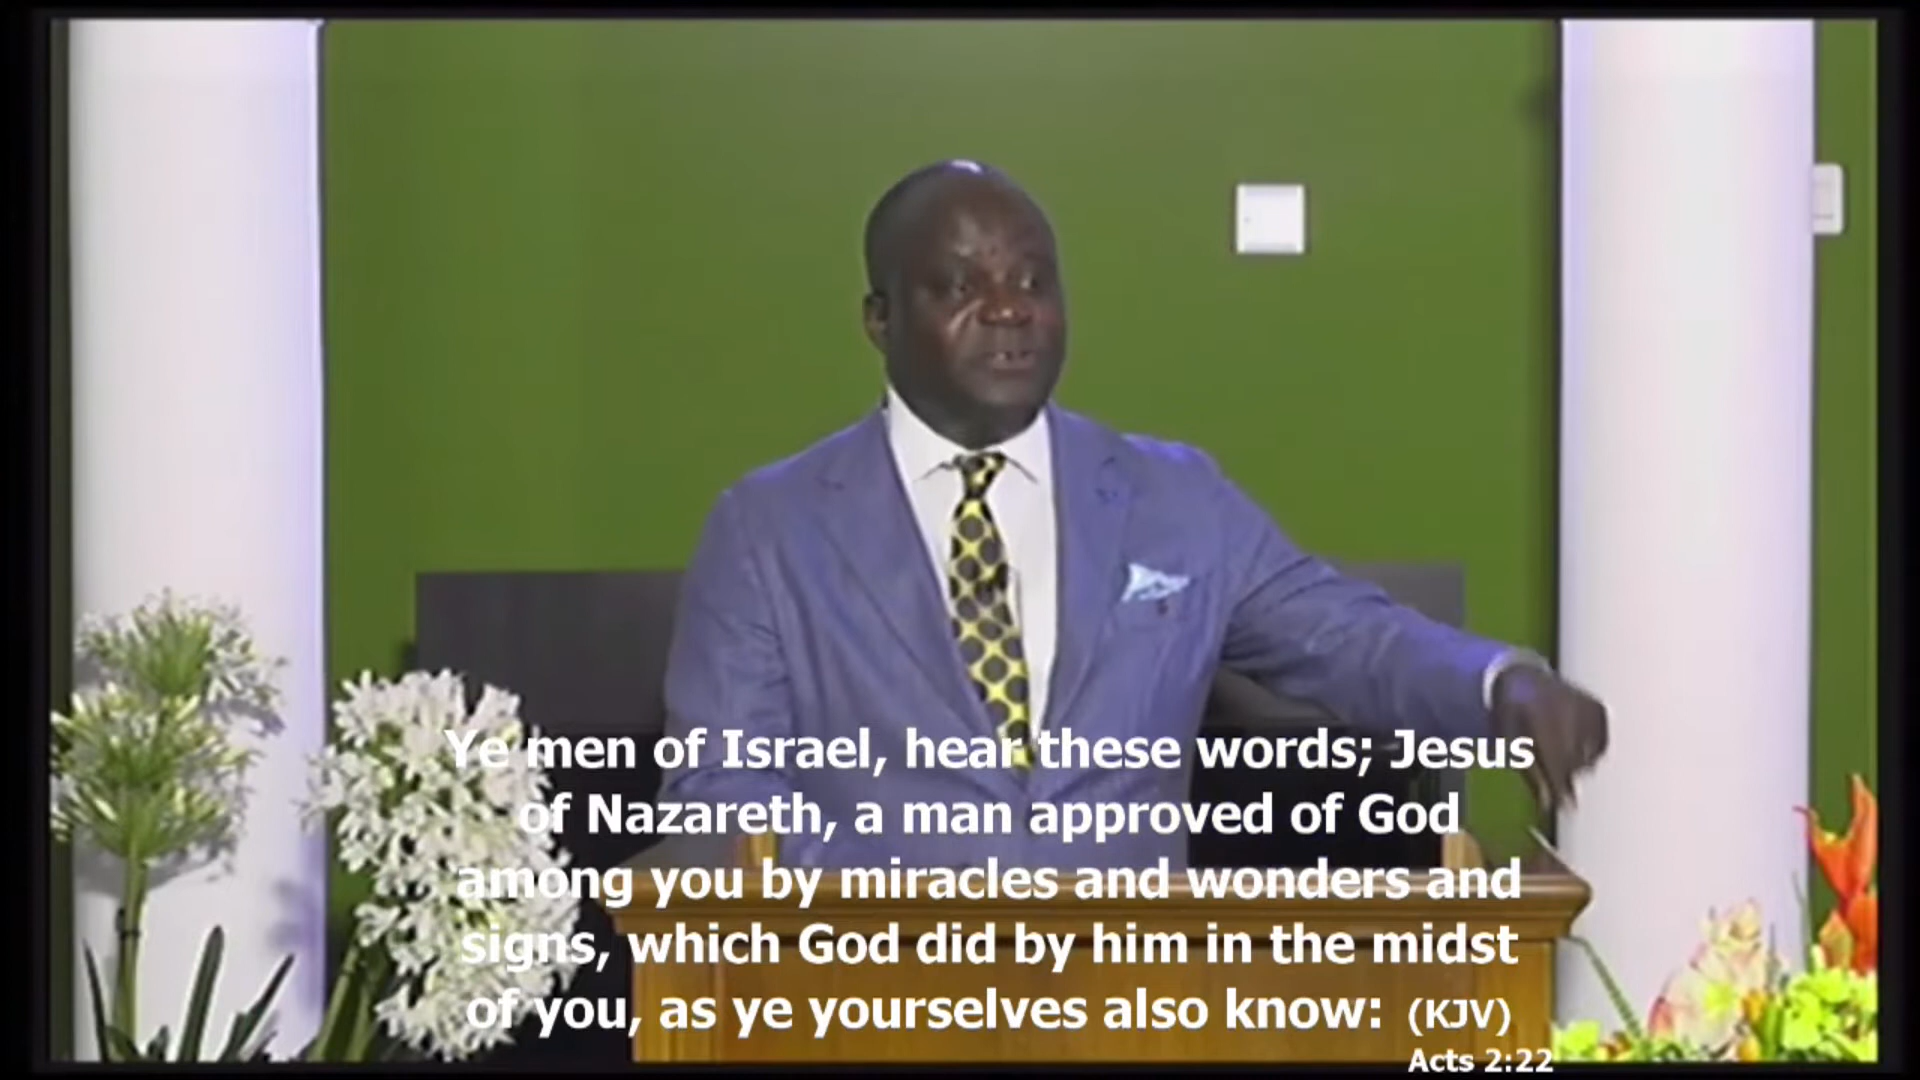 Ye men of Israel, hear these words; Jesus
of Nazareth, a man approved of God
among you by miracles and wonders and
signs, which God did by him in the midst
of you, as ye yourselves also know: (KJV)
Acts 2:22